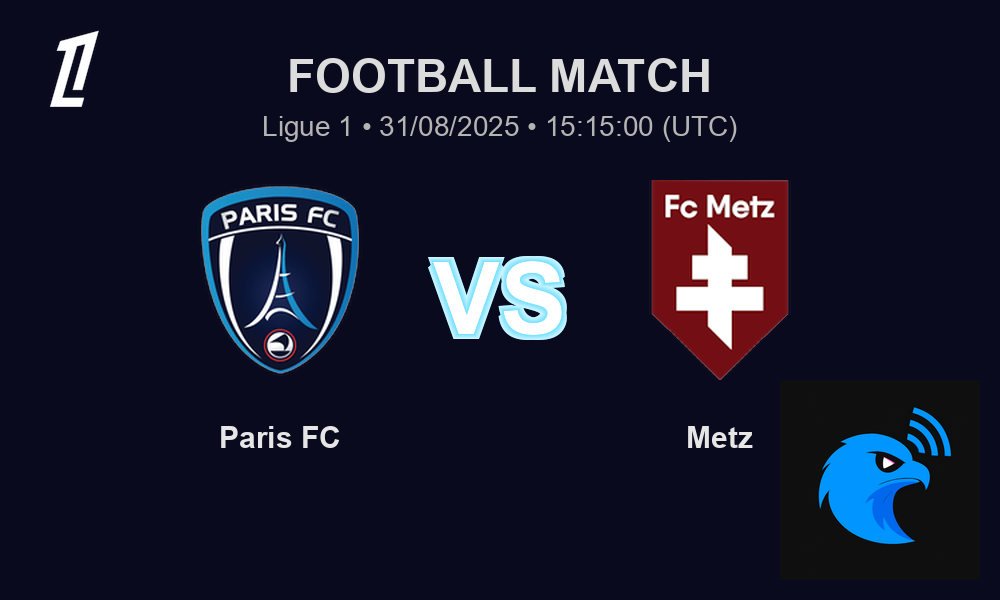 FOOTBALL MATCH
Ligue 1 • 31/08/2025 • 15:15:00 (UTC)
PARIS FC
VS
Fc Metz
Paris FC
Metz